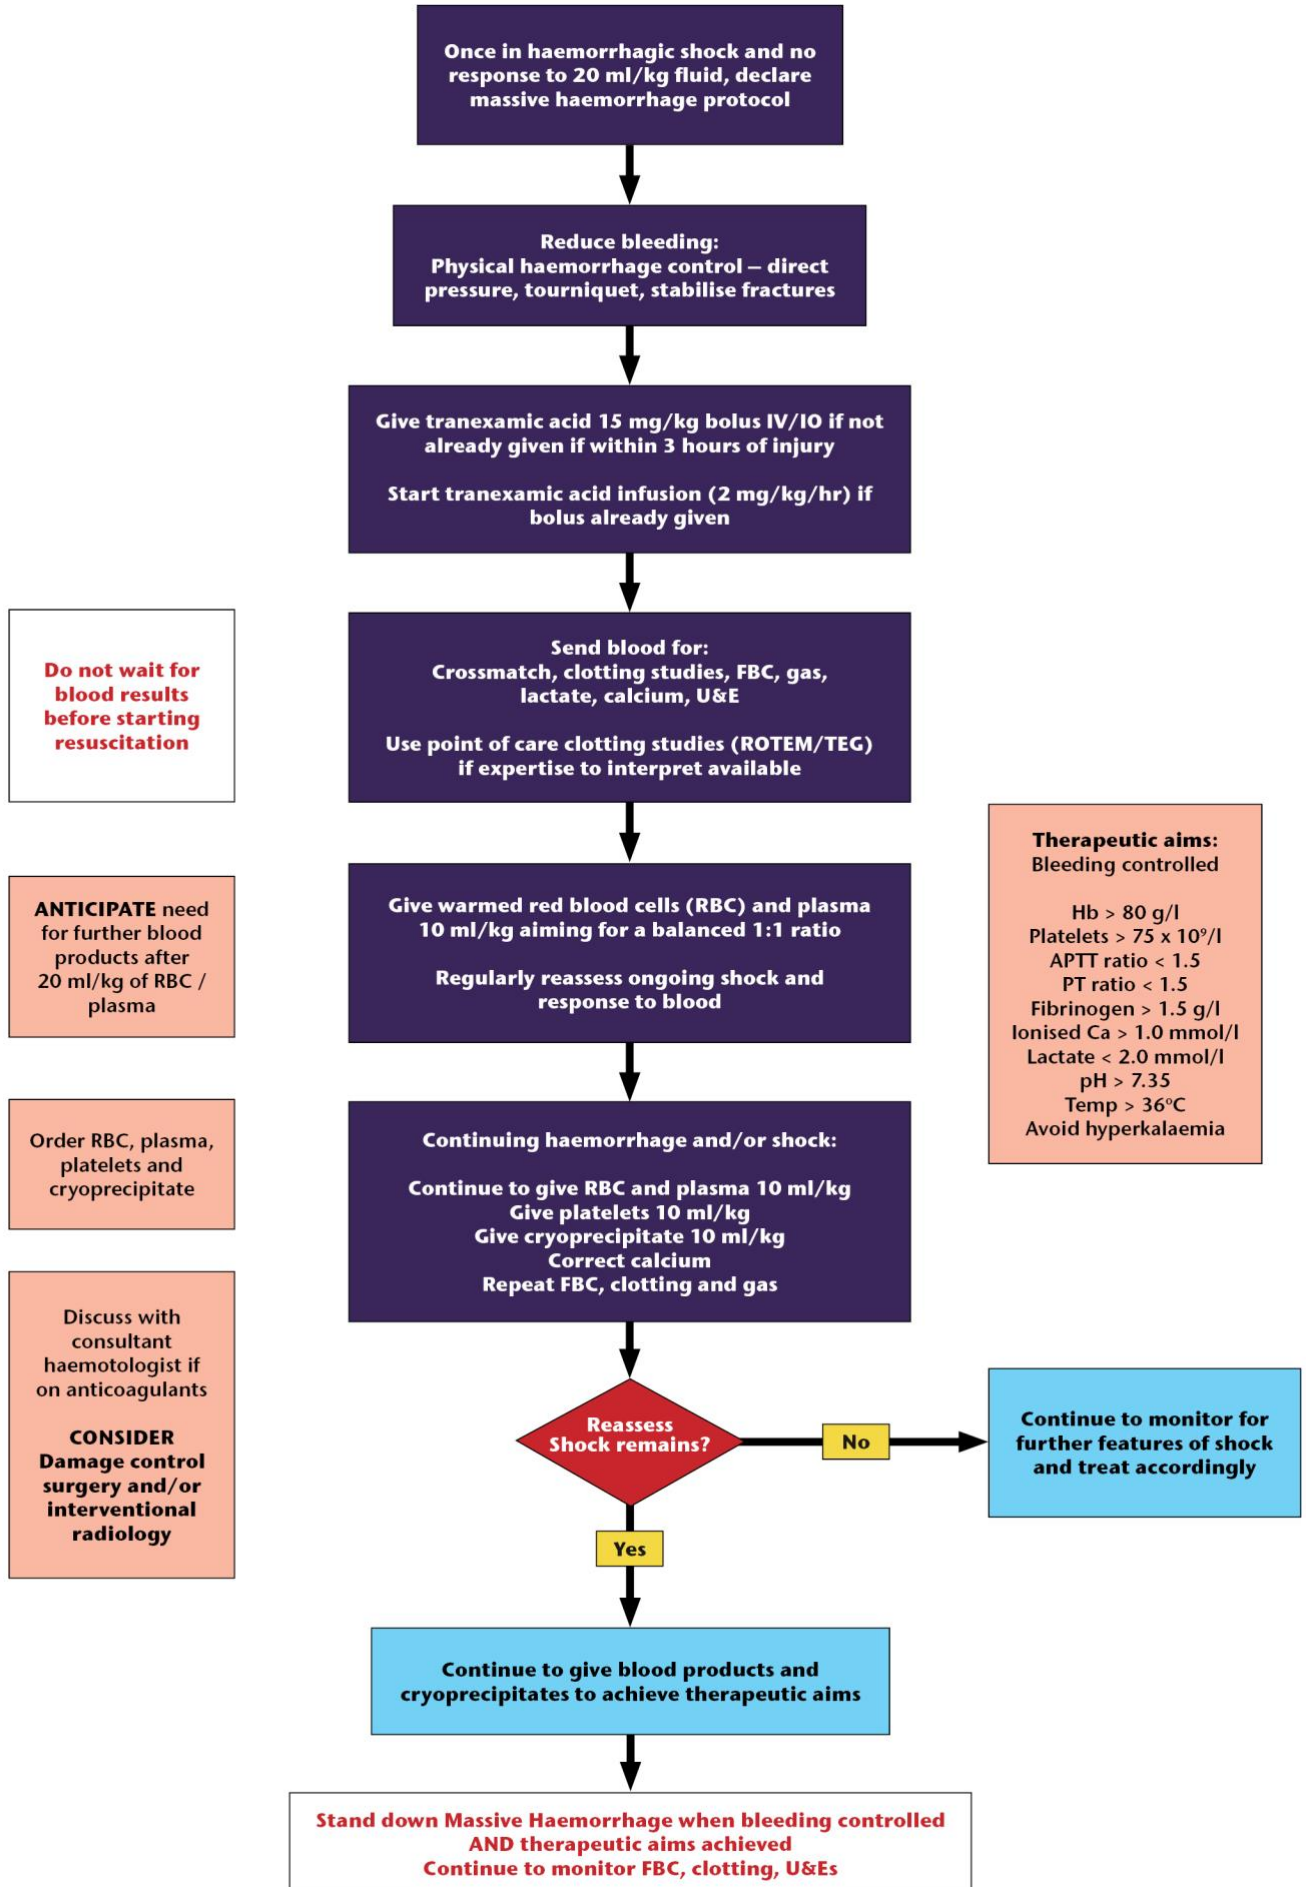 Once in haemorrhagic shock and no
response to 20 ml/kg fluid, declare
massive haemorrhage protocol
Reduce bleeding:
Physical haemorrhage control – direct
pressure, tourniquet, stabilise fractures
Give tranexamic acid 15 mg/kg bolus IV/IO if not
already given if within 3 hours of injury
Start tranexamic acid infusion (2 mg/kg/hr) if
bolus already given
Do not wait for
blood results
before starting
resuscitation
Send blood for:
Crossmatch, clotting studies, FBC, gas,
lactate, calcium, U&E
Use point of care clotting studies (ROTEM/TEG)
if expertise to interpret available
ANTICIPATE need
for further blood
products after
20 ml/kg of RBC /
plasma
Give warmed red blood cells (RBC) and plasma
10 ml/kg aiming for a balanced 1:1 ratio
Regularly reassess ongoing shock and
response to blood
Therapeutic aims:
Bleeding controlled
Hb > 80 g/l
Platelets > 75 x 10⁹/l
APTT ratio < 1.5
PT ratio < 1.5
Fibrinogen > 1.5 g/l
Ionised Ca > 1.0 mmol/l
Lactate < 2.0 mmol/l
pH > 7.35
Temp > 36ºC
Avoid hyperkalaemia
Order RBC, plasma,
platelets and
cryoprecipitate
Continuing haemorrhage and/or shock:
Continue to give RBC and plasma 10 ml/kg
Give platelets 10 ml/kg
Give cryoprecipitate 10 ml/kg
Correct calcium
Repeat FBC, clotting and gas
Discuss with
consultant
haemotologist if
on anticoagulants
CONSIDER
Damage control
surgery and/or
interventional
radiology
Reassess
Shock remains?
No
Continue to monitor for
further features of shock
and treat accordingly
Yes
Continue to give blood products and
cryoprecipitates to achieve therapeutic aims
Stand down Massive Haemorrhage when bleeding controlled
AND therapeutic aims achieved
Continue to monitor FBC, clotting, U&Es